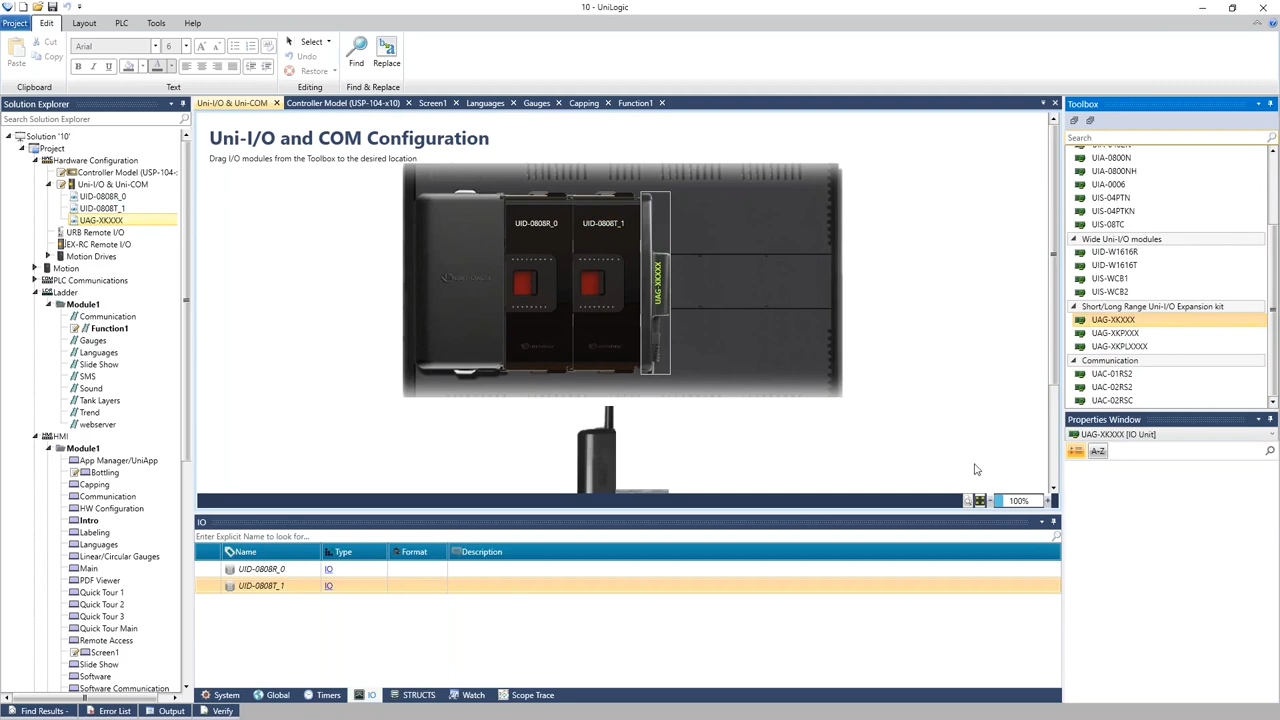 10 - UniLogic
Project Edit Layout PLC Tools Help
Paste Cut Copy Clipboard
Arial 6
B I U A
Text
Select
Undo
Restore
Editing
Find Replace
Find & Replace
Solution Explorer
Search Solution Explorer
Solution '10'
Project
Hardware Configuration
Controller Model (USP-104-
Uni-I/O & Uni-COM
UID-0808R_0
UID-0808T_1
UAG-XKXXX
URB Remote I/O
EX-RC Remote I/O
Motion Drives
Motion
PLC Communications
Ladder
Module1
Communication
Function1
Gauges
Languages
Slide Show
SMS
Sound
Tank Layers
Trend
webserver
HMI
Module1
App Manager/UniApp
Bottling
Capping
Communication
HW Configuration
Intro
Labeling
Languages
Linear/Circular Gauges
Main
PDF Viewer
Quick Tour 1
Quick Tour 2
Quick Tour 3
Quick Tour Main
Remote Access
Screen1
Slide Show
Software
Software Communication
Uni-I/O & Uni-COM Controller Model (USP-104-x10) Screen1 Languages Gauges Capping Function1
Uni-I/O and COM Configuration
Drag I/O modules from the Toolbox to the desired location
UID-0808R_0 UID-0808T_1
UAG-XKXXX
100%
IO
Enter Explicit Name to look for...
Name Type Format Description
UID-0808R_0 IO
UID-0808T_1 IO
System Global Timers IO STRUCTS Watch Scope Trace
Toolbox
Search
UIA-0800N
UIA-0800NH
UIA-0006
UIS-04PTN
UIS-04PTKN
UIS-08TC
Wide Uni-I/O modules
UID-W1616R
UID-W1616T
UIS-WCB1
UIS-WCB2
Short/Long Range Uni-I/O Expansion kit
UAG-XKXXX
UAG-XKPXXX
UAG-XKPLXXXX
Communication
UAC-01RS2
UAC-02RS2
UAC-02RSC
Properties Window
UAG-XKXXX [IO Unit]
A-Z
Find Results - Error List Output Verify